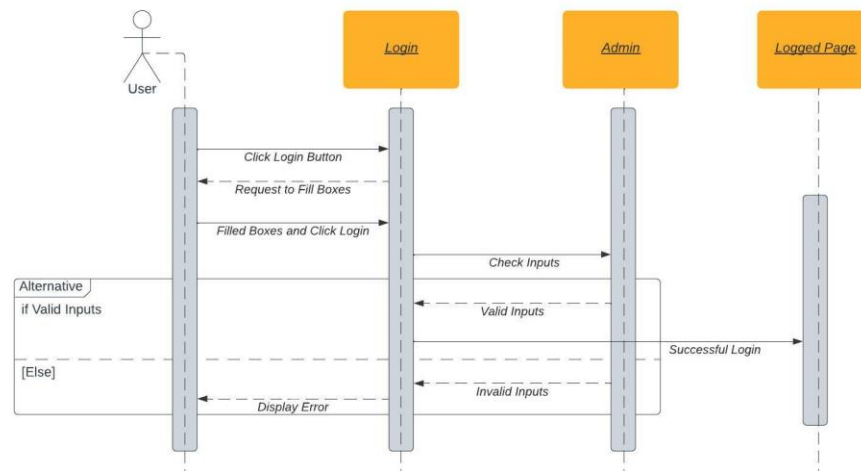 Login
Admin
Logged Page
User
Click Login Button
Request to Fill Boxes
Filled Boxes and Click Login
Check Inputs
Alternative
if Valid Inputs
Valid Inputs
Successful Login
[Else]
Invalid Inputs
Display Error